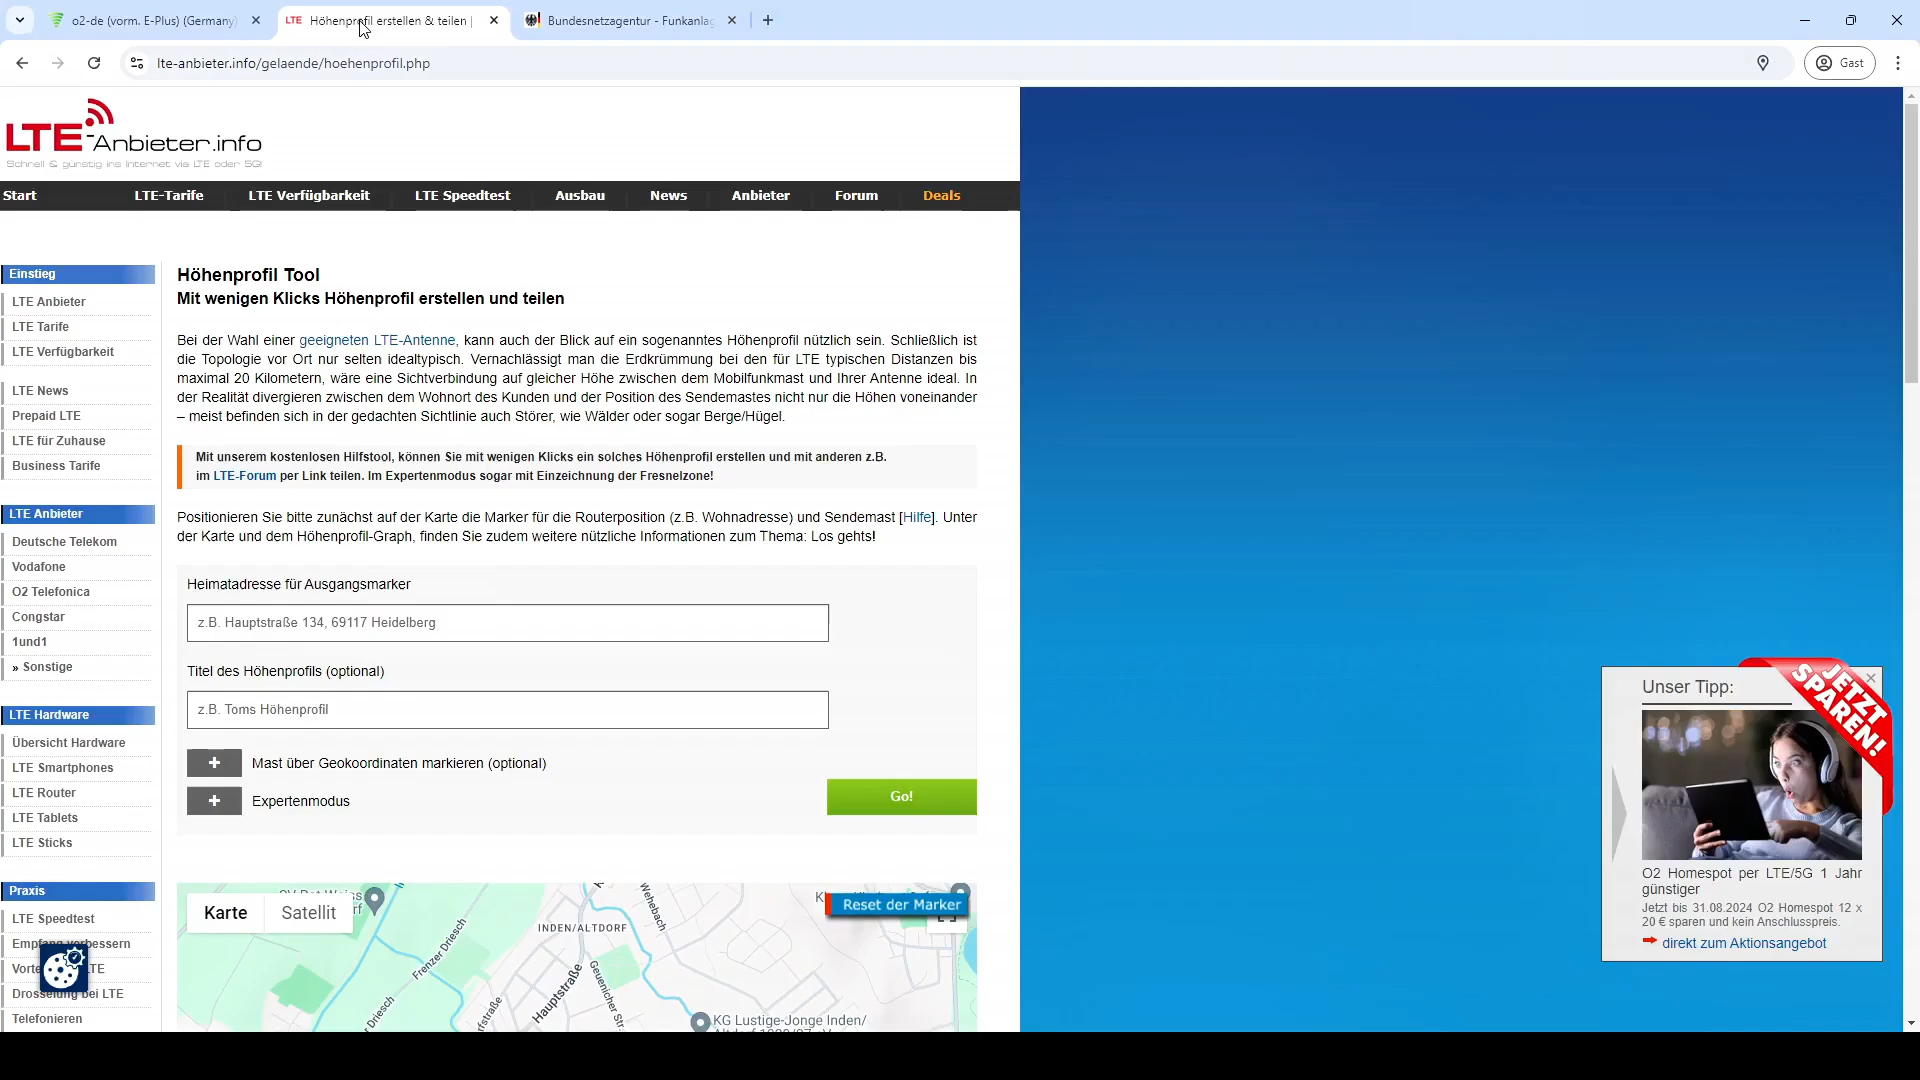 o2-de (vorm. E-Plus) (Germany)
Höhenprofil erstellen & teilen |
Bundesnetzagentur - Funkanlag
lte-anbieter.info/gelaende/hoehenprofil.php
Gast
LTE-Anbieter.info
Schnell & günstig ins Internet via LTE oder 5G!
Start
LTE-Tarife
LTE Verfügbarkeit
LTE Speedtest
Ausbau
News
Anbieter
Forum
Deals
Einstieg
LTE Anbieter
LTE Tarife
LTE Verfügbarkeit
LTE News
Prepaid LTE
LTE für Zuhause
Business Tarife
LTE Anbieter
Deutsche Telekom
Vodafone
O2 Telefonica
Congstar
1und1
» Sonstige
LTE Hardware
Übersicht Hardware
LTE Smartphones
LTE Router
LTE Tablets
LTE Sticks
Praxis
LTE Speedtest
Empfang verbessern
Vorte LTE
Drosselung bei LTE
Telefonieren
Höhenprofil Tool
Mit wenigen Klicks Höhenprofil erstellen und teilen
Bei der Wahl einer geeigneten LTE-Antenne, kann auch der Blick auf ein sogenanntes Höhenprofil nützlich sein. Schließlich ist
die Topologie vor Ort nur selten idealtypisch. Vernachlässigt man die Erdkrümmung bei den für LTE typischen Distanzen bis
maximal 20 Kilometern, wäre eine Sichtverbindung auf gleicher Höhe zwischen dem Mobilfunkmast und Ihrer Antenne ideal. In
der Realität divergieren zwischen dem Wohnort des Kunden und der Position des Sendemastes nicht nur die Höhen voneinander
– meist befinden sich in der gedachten Sichtlinie auch Störer, wie Wälder oder sogar Berge/Hügel.
Mit unserem kostenlosen Hilfstool, können Sie mit wenigen Klicks ein solches Höhenprofil erstellen und mit anderen z.B.
im LTE-Forum per Link teilen. Im Expertenmodus sogar mit Einzeichnung der Fresnelzone!
Positionieren Sie bitte zunächst auf der Karte die Marker für die Routerposition (z.B. Wohnadresse) und Sendemast [Hilfe]. Unter
der Karte und dem Höhenprofil-Graph, finden Sie zudem weitere nützliche Informationen zum Thema: Los gehts!
Heimatadresse für Ausgangsmarker
z.B. Hauptstraße 134, 69117 Heidelberg
Titel des Höhenprofils (optional)
z.B. Toms Höhenprofil
+ Mast über Geokoordinaten markieren (optional)
+ Expertenmodus
Go!
Karte
Satellit
Reset der Marker
INDEN/ALTDORF
Wehebach
Frenzer Driesch
Hauptstraße
Geuenicher Str.
Driesch
KG Lustige-Jonge Inden/
Unser Tipp:
JETZT
SPAREN!
O2 Homespot per LTE/5G 1 Jahr
günstiger
Jetzt bis 31.08.2024 O2 Homespot 12 x
20 € sparen und kein Anschlusspreis.
direkt zum Aktionsangebot